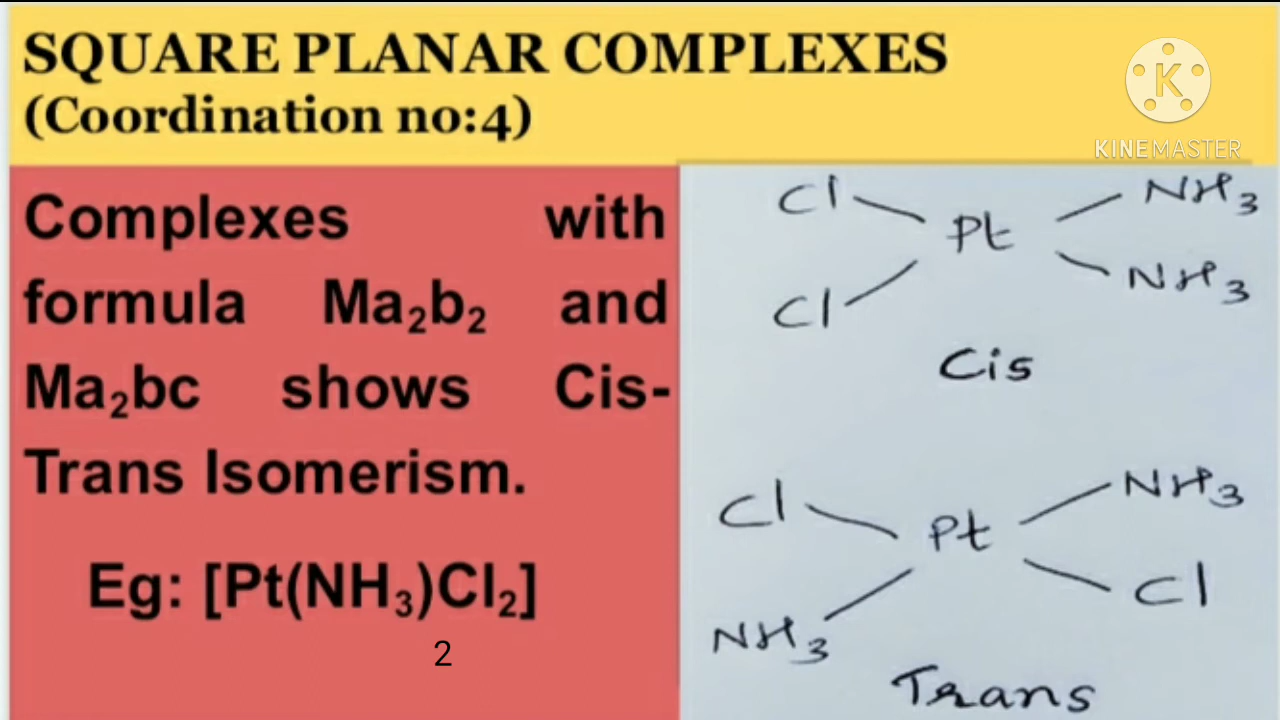 SQUARE PLANAR COMPLEXES
(Coordination no:4)
K
KINEMASTER
Complexes with
formula Ma₂b₂ and
Ma₂bc shows Cis-
Trans Isomerism.
Eg: [Pt(NH₃)Cl₂]
2
Cl NH₃
Pt
Cl NH₃
Cis
Cl NH₃
Pt
NH₃ Cl
Trans